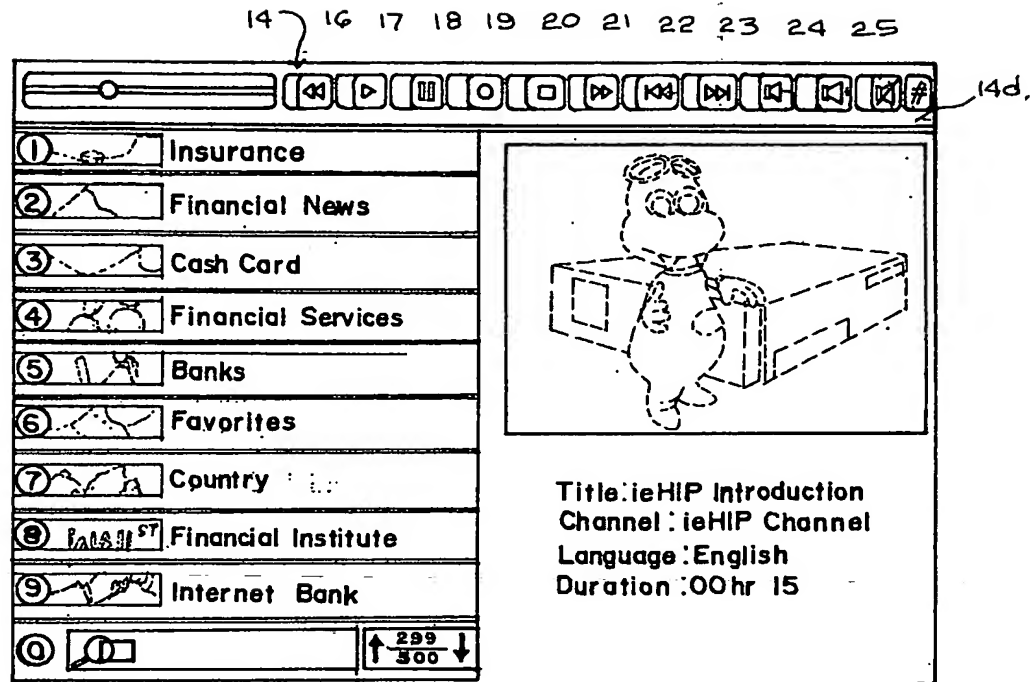 14 16 17 18 19 20 21 22 23 24 25
#
14d.
1 Insurance
2 Financial News
3 Cash Card
4 Financial Services
5 Banks
6 Favorites
7 Country
8 ST Financial Institute
9 Internet Bank
0
299
300
Title:ieHIP Introduction
Channel:ieHIP Channel
Language:English
Duration:00hr 15